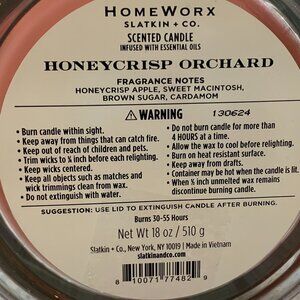 HOMEWORX
SLATKIN + CO.
SCENTED CANDLE
INFUSED WITH ESSENTIAL OILS
HONEYCRISP ORCHARD
FRAGRANCE NOTES
HONEYCRISP APPLE, SWEET MACINTOSH,
BROWN SUGAR, CARDAMOM
⚠ WARNING
130624
• Burn candle within sight.
• Keep away from things that can catch fire.
• Keep out of reach of children and pets.
• Trim wicks to ¼ inch before each relighting.
• Keep wicks centered.
• Keep all objects such as matches and
wick trimmings clean from wax.
• Do not extinguish with water.
• Do not burn candle for more than
4 HOURS at a time.
• Allow the wax to cool before relighting.
• Burn on heat resistant surface.
• Keep away from drafts.
• Container may be hot when the candle is lit.
• When ½ inch unmelted wax remains
discontinue burning candle.
SUGGESTION: USE LID TO EXTINGUISH CANDLE AFTER BURNING.
Burns 30-55 Hours
Net Wt 18 oz / 510 g
Slatkin + Co., New York, NY 10019 | Made in Vietnam
slatkinandco.com
8 10071 77482 9